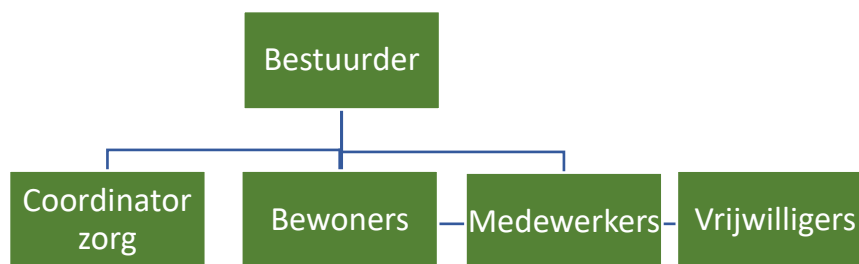 Bestuurder
Coordinator
zorg
Bewoners
Medewerkers
Vrijwilligers